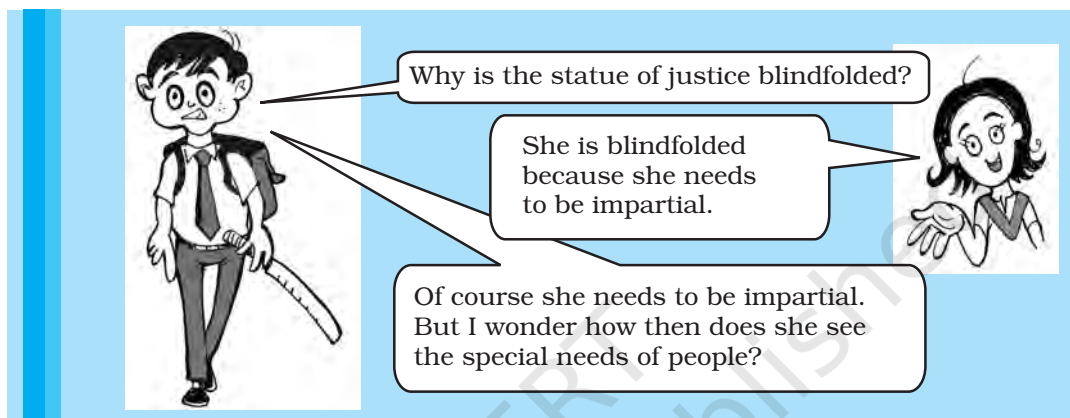 Why is the statue of justice blindfolded?
She is blindfolded
because she needs
to be impartial.
Of course she needs to be impartial.
But I wonder how then does she see
the special needs of people?